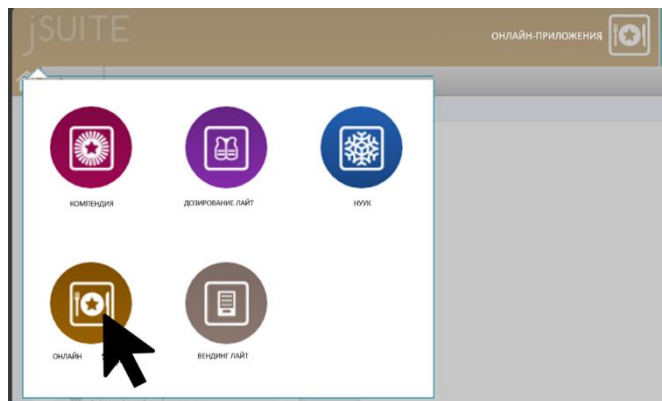 jSUITE
ОНЛАЙН-ПРИЛОЖЕНИЯ
КОМПЕНДИЯ
ДОЗИРОВАНИЕ ЛАЙТ
НУУК
ОНЛАЙН
ВЕНДИНГ ЛАЙТ